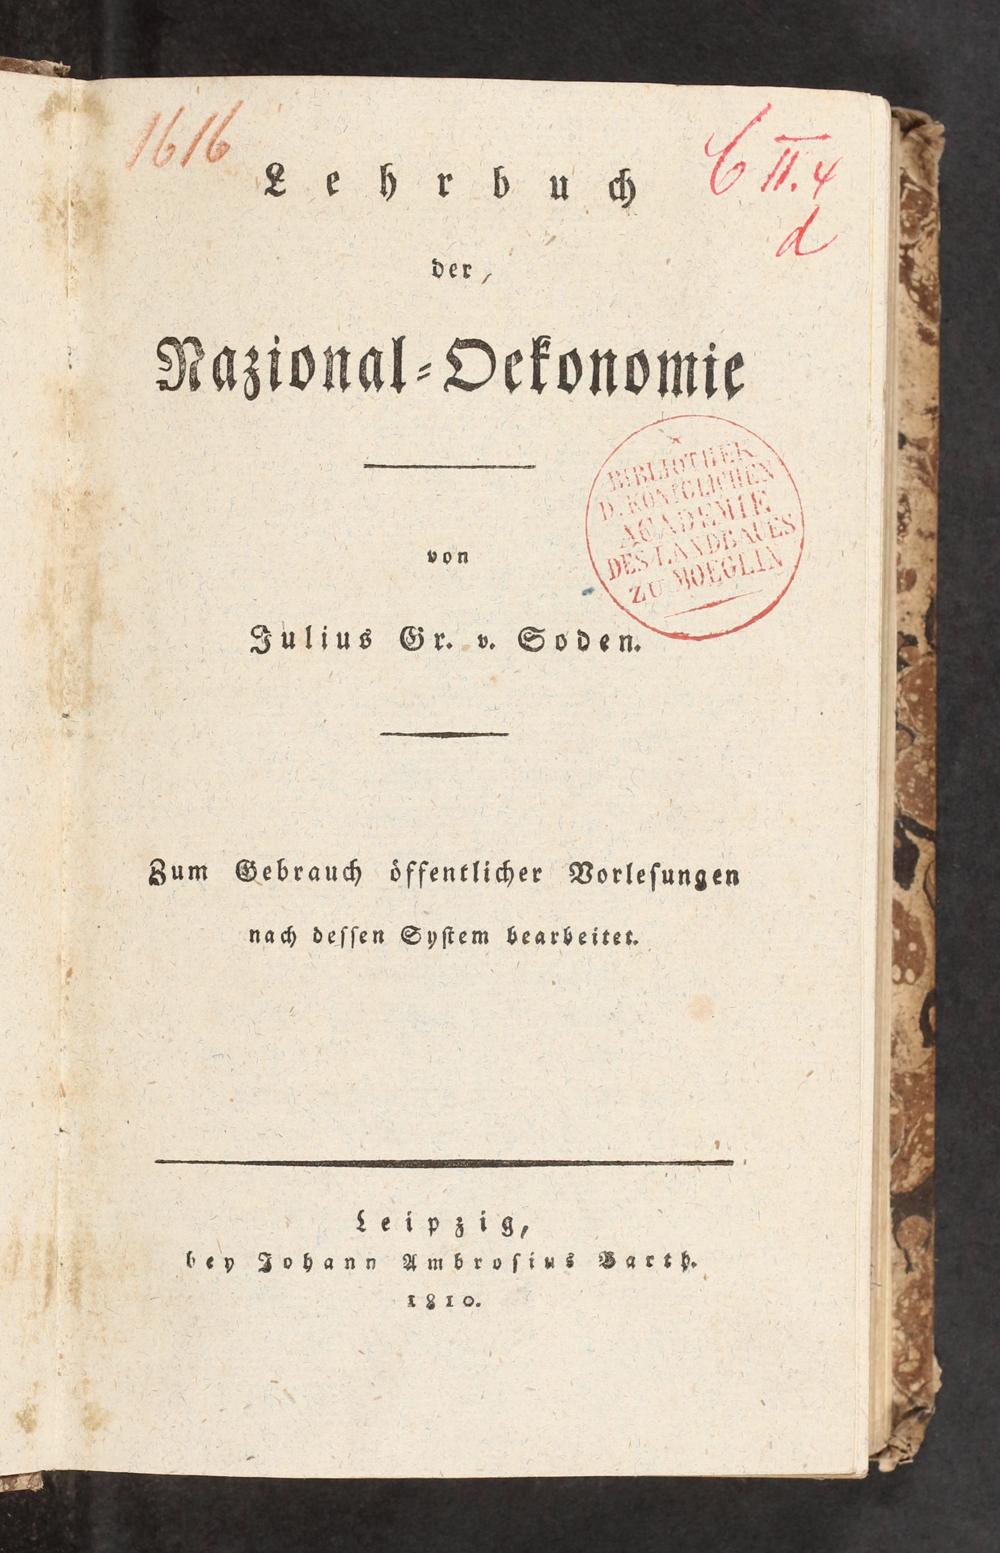 1616
C II. 4
d
Lehrbuch
der
Nazional-Oekonomie
BIBLIOTHEK
D. KÖNIGLICHEN
ACADEMIE
DES LANDBAUES
ZU MOEGLIN
von
Julius Gr. v. Soden.
Zum Gebrauch öffentlicher Vorlesungen
nach dessen System bearbeitet.
Leipzig,
bey Johann Ambrosius Barth.
1810.